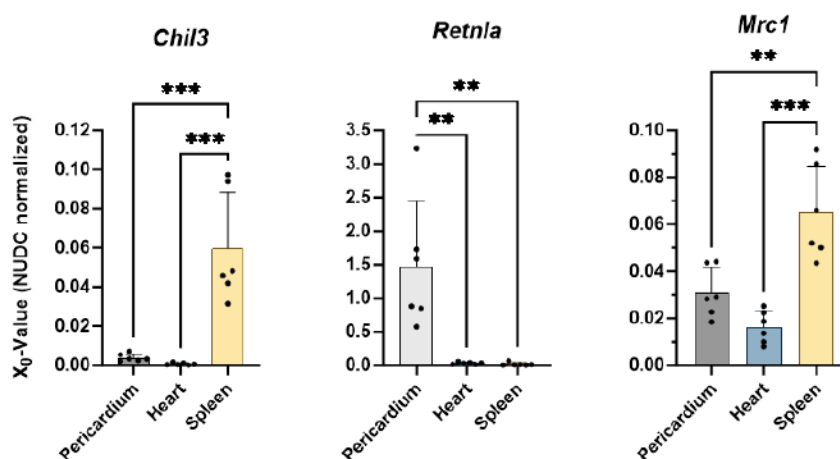 Chil3
Retnla
Mrc1
X₀-Value (NUDC normalized)
***
***
0.12
0.10
0.08
0.06
0.04
0.02
0.00
Pericardium
Heart
Spleen
**
**
3.5
3.0
2.5
2.0
1.5
1.0
0.5
0.0
Pericardium
Heart
Spleen
**
***
0.10
0.08
0.06
0.04
0.02
0.00
Pericardium
Heart
Spleen